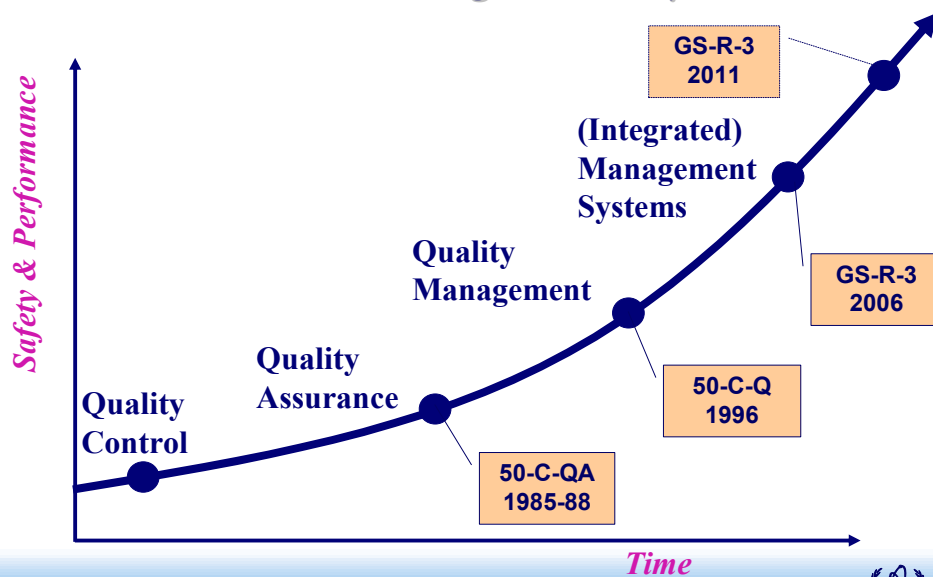 GS-R-3
2011
(Integrated)
Management
Systems
Safety & Performance
Quality
Management
GS-R-3
2006
Quality
Assurance
50-C-Q
1996
Quality
Control
50-C-QA
1985-88
Time